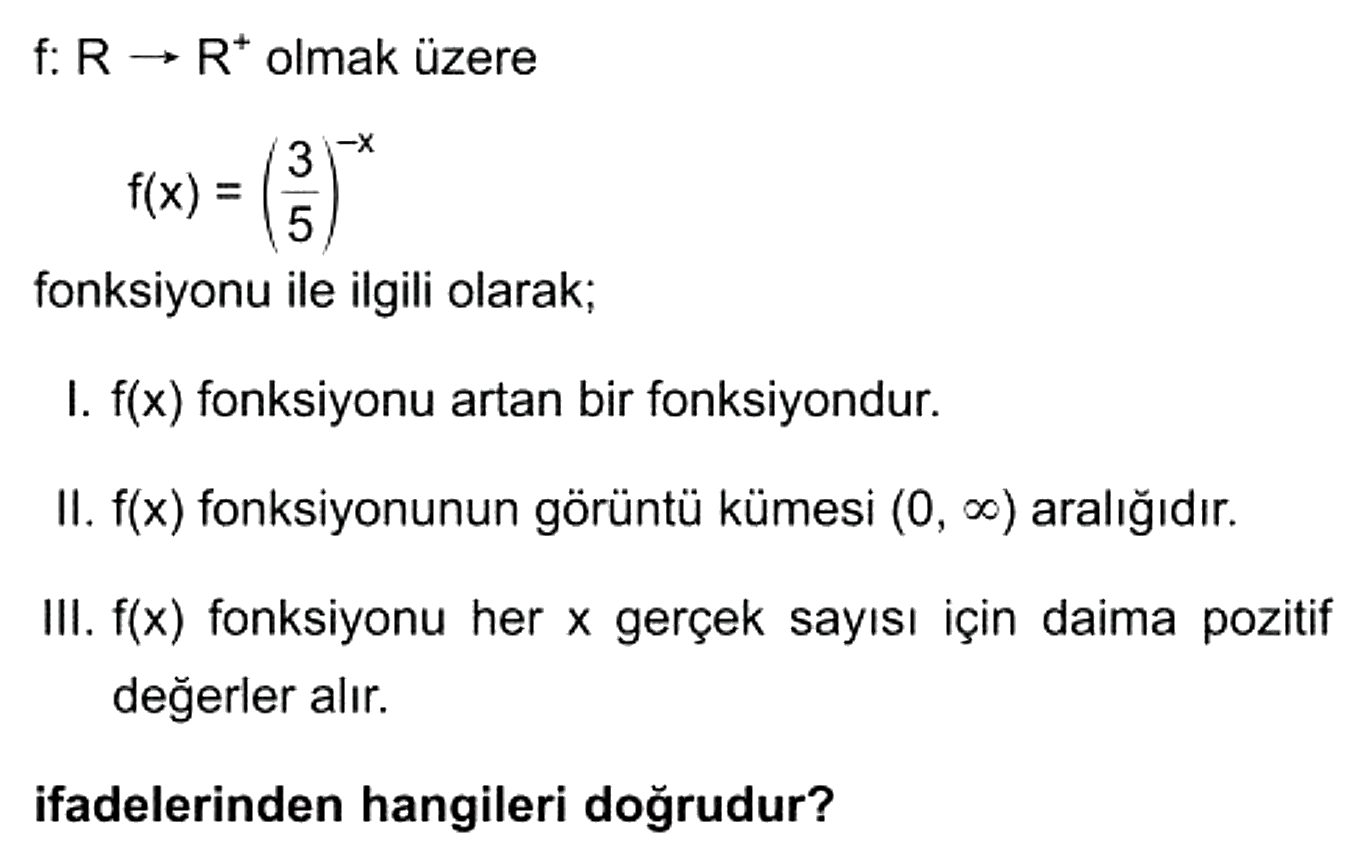 f: R → R⁺ olmak üzere
f(x) = (3/5)^(–x)
fonksiyonu ile ilgili olarak;
I. f(x) fonksiyonu artan bir fonksiyondur.
II. f(x) fonksiyonunun görüntü kümesi (0, ∞) aralığıdır.
III. f(x) fonksiyonu her x gerçek sayısı için daima pozitif
değerler alır.
ifadelerinden hangileri doğrudur?